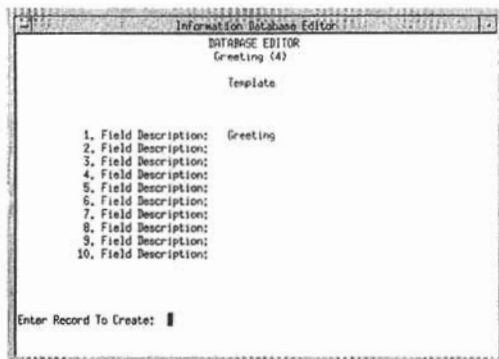 Information Database Editor
DATABASE EDITOR
Greeting (4)
Template
1. Field Description: Greeting
2. Field Description:
3. Field Description:
4. Field Description:
5. Field Description:
6. Field Description:
7. Field Description:
8. Field Description:
9. Field Description:
10. Field Description:
Enter Record To Create: